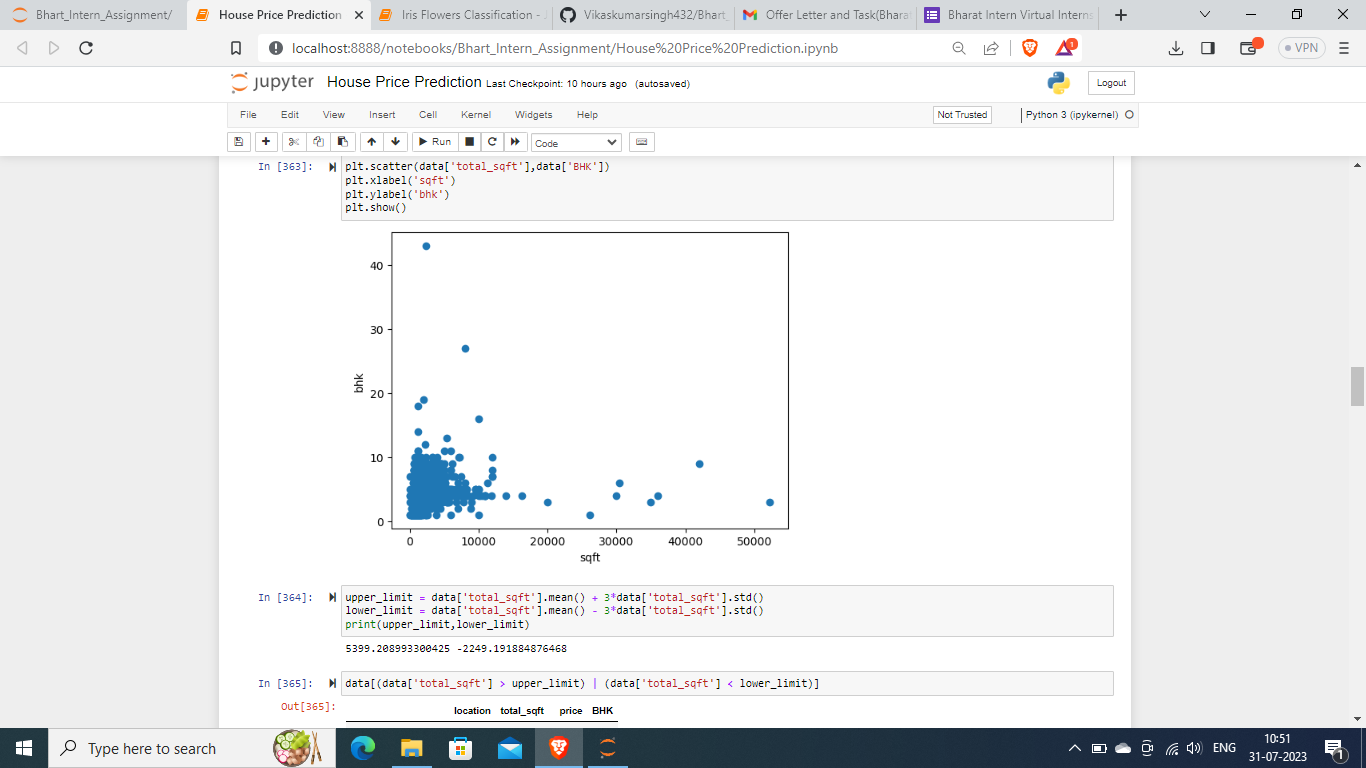 Bhart_Intern_Assignment/
House Price Prediction
Iris Flowers Classification -
Vikaskumarsingh432/Bhart_
Offer Letter and Task(Bhara
Bharat Intern Virtual Interns
localhost:8888/notebooks/Bhart_Intern_Assignment/House%20Price%20Prediction.ipynb
1
VPN
jupyter House Price Prediction Last Checkpoint: 10 hours ago (autosaved)
Logout
File Edit View Insert Cell Kernel Widgets Help
Not Trusted
Python 3 (ipykernel)
Run
Code
In [363]:
plt.scatter(data['total_sqft'],data['BHK'])
plt.xlabel('sqft')
plt.ylabel('bhk')
plt.show()
40
30
20
10
0
bhk
0 10000 20000 30000 40000 50000
sqft
In [364]:
upper_limit = data['total_sqft'].mean() + 3*data['total_sqft'].std()
lower_limit = data['total_sqft'].mean() - 3*data['total_sqft'].std()
print(upper_limit,lower_limit)
5399.208993300425 -2249.191884876468
In [365]:
data[(data['total_sqft'] > upper_limit) | (data['total_sqft'] < lower_limit)]
Out[365]:
location total_sqft price BHK
Type here to search
ENG
10:51
31-07-2023
1